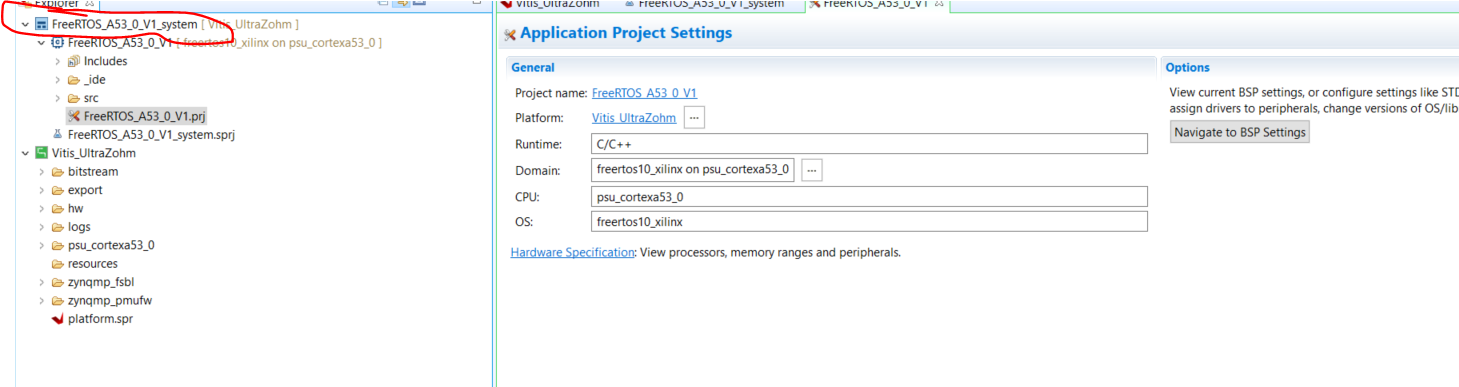 Explorer
FreeRTOS_A53_0_V1_system [ Vitis_UltraZohm ]
FreeRTOS_A53_0_V1 [ freertos10_xilinx on psu_cortexa53_0 ]
Includes
_ide
src
FreeRTOS_A53_0_V1.prj
FreeRTOS_A53_0_V1_system.sprj
Vitis_UltraZohm
bitstream
export
hw
logs
psu_cortexa53_0
resources
zynqmp_fsbl
zynqmp_pmufw
platform.spr
Vitis_UltraZohm FreeRTOS_A53_0_V1_system FreeRTOS_A53_0_V1
Application Project Settings
General
Project name: FreeRTOS_A53_0_V1
Platform: Vitis_UltraZohm ...
Runtime: C/C++
Domain: freertos10_xilinx on psu_cortexa53_0 ...
CPU: psu_cortexa53_0
OS: freertos10_xilinx
Hardware Specification: View processors, memory ranges and peripherals.
Options
View current BSP settings, or configure settings like STD
assign drivers to peripherals, change versions of OS/lib
Navigate to BSP Settings